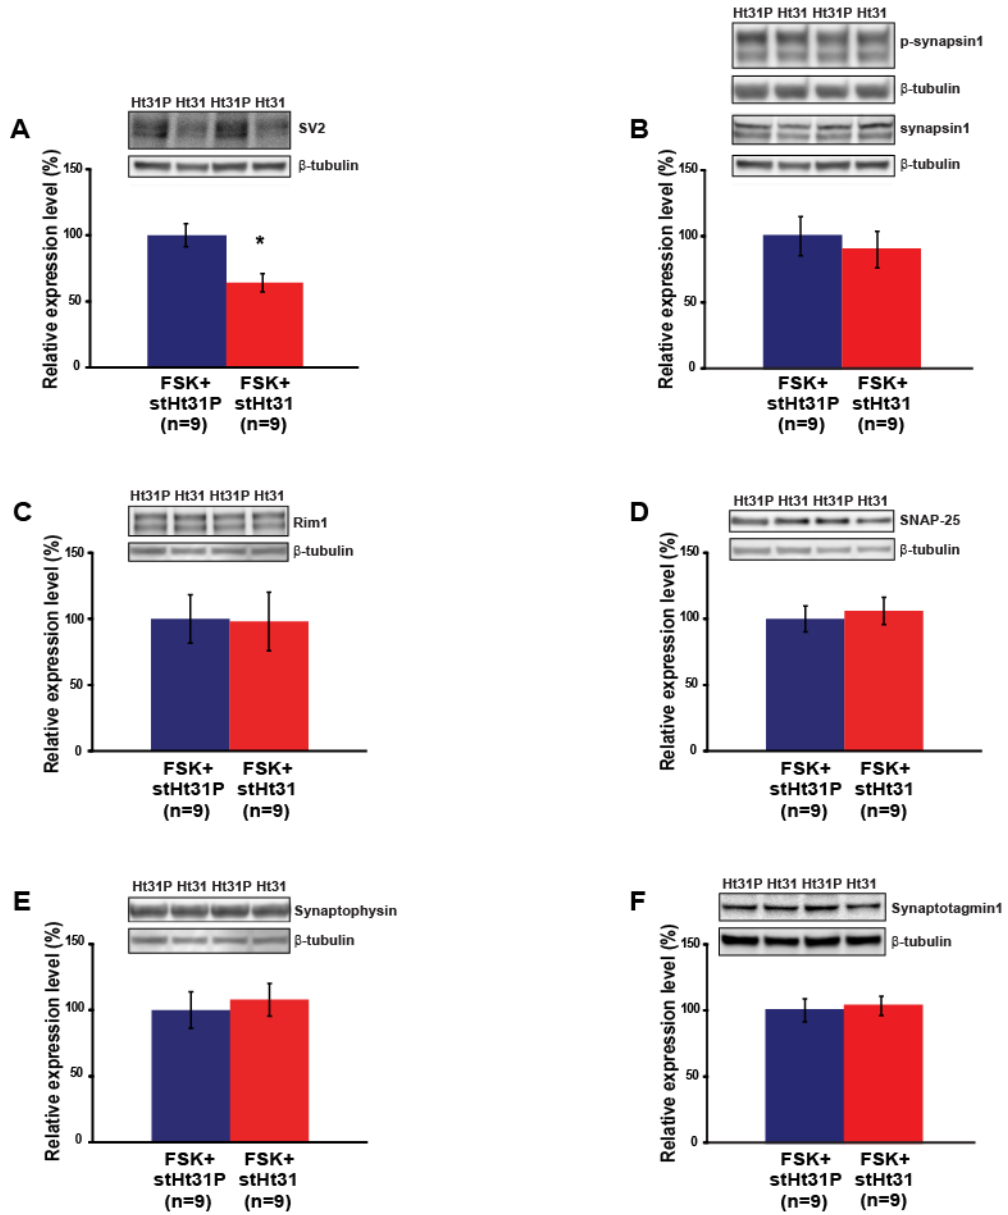 A
Ht31P Ht31 Ht31P Ht31
SV2
β-tubulin
Relative expression level (%)
150
100
50
0
*
FSK+ FSK+
stHt31P stHt31
(n=9) (n=9)
B
Ht31P Ht31 Ht31P Ht31
p-synapsin1
β-tubulin
synapsin1
β-tubulin
Relative expression level (%)
150
100
50
0
FSK+ FSK+
stHt31P stHt31
(n=9) (n=9)
C
Ht31P Ht31 Ht31P Ht31
Rim1
β-tubulin
Relative expression level (%)
150
100
50
0
FSK+ FSK+
stHt31P stHt31
(n=9) (n=9)
D
Ht31P Ht31 Ht31P Ht31
SNAP-25
β-tubulin
Relative expression level (%)
150
100
50
0
FSK+ FSK+
stHt31P stHt31
(n=9) (n=9)
E
Ht31P Ht31 Ht31P Ht31
Synaptophysin
β-tubulin
Relative expression level (%)
150
100
50
0
FSK+ FSK+
stHt31P stHt31
(n=9) (n=9)
F
Ht31P Ht31 Ht31P Ht31
Synaptotagmin1
β-tubulin
Relative expression level (%)
150
100
50
0
FSK+ FSK+
stHt31P stHt31
(n=9) (n=9)